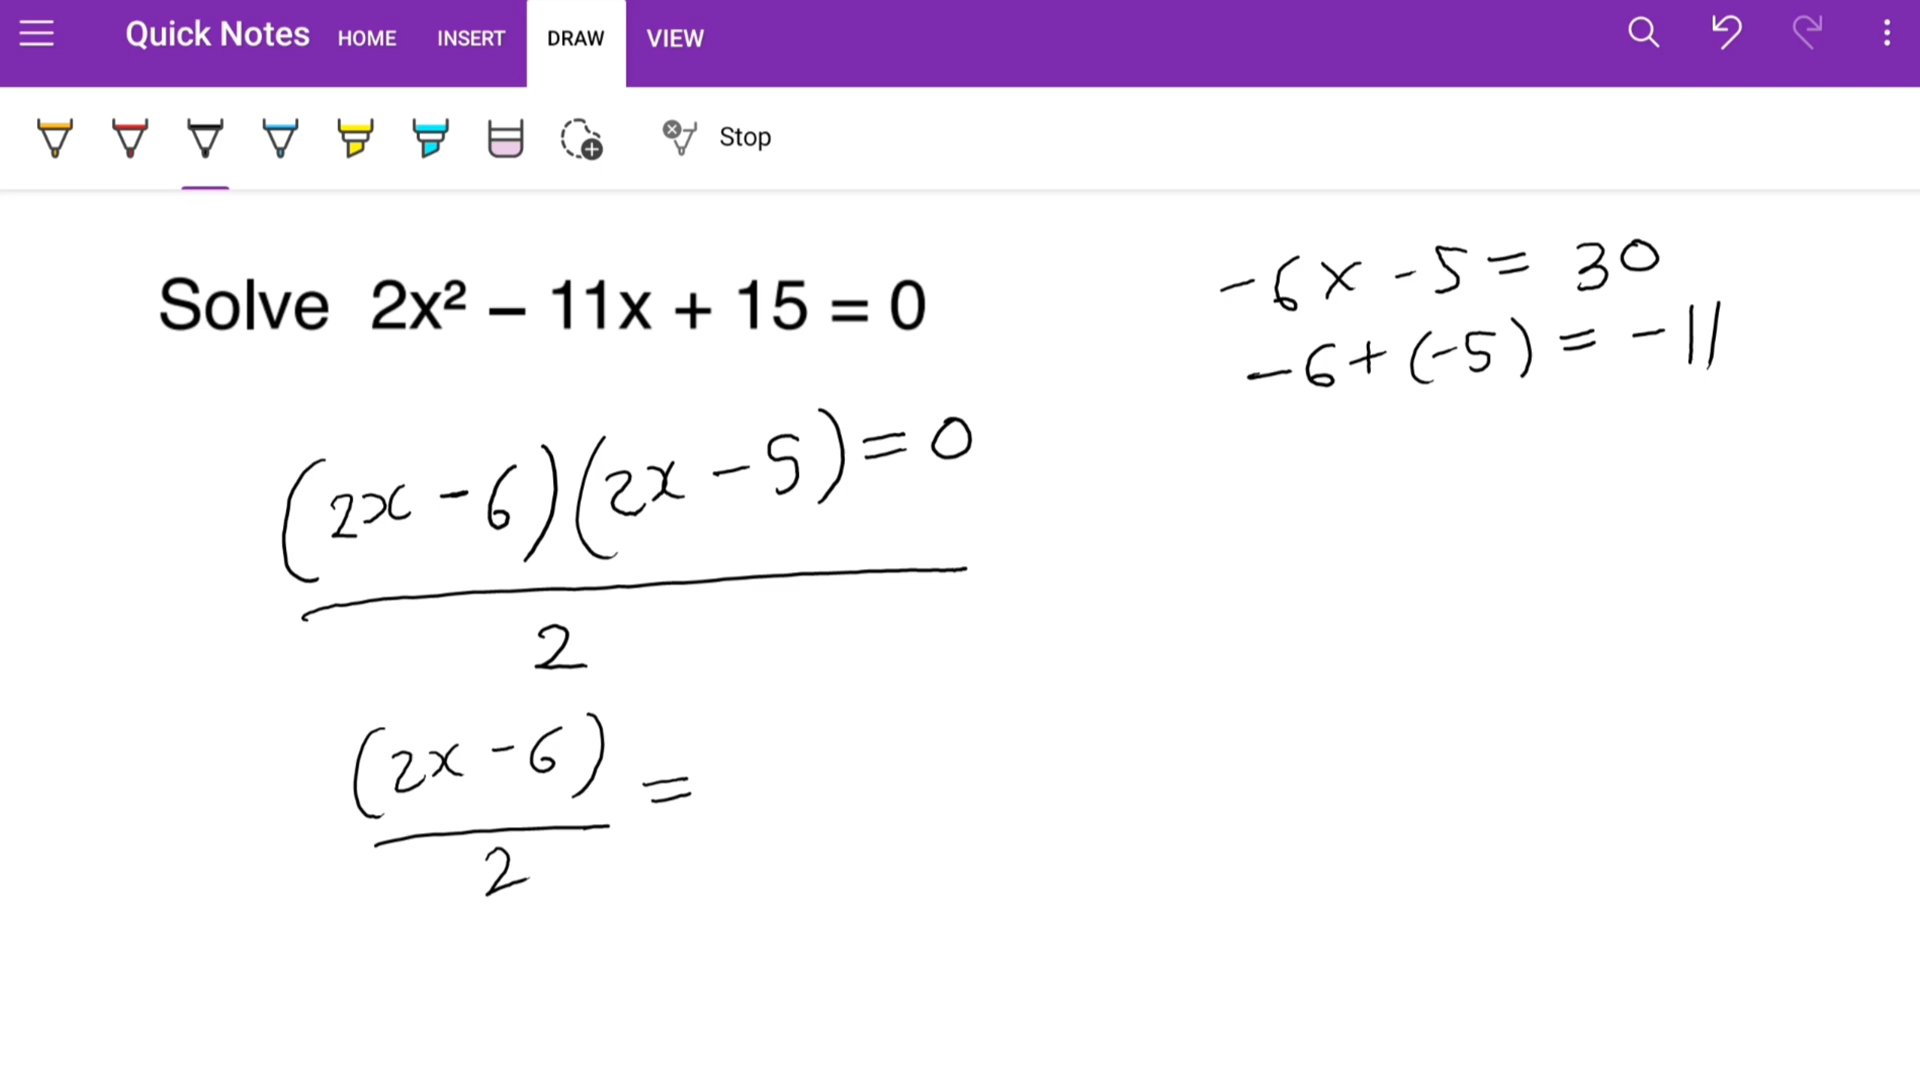 Quick Notes HOME INSERT DRAW VIEW
Stop
Solve 2x² – 11x + 15 = 0
-6 x -5 = 30
-6 + (-5) = -11
(2x - 6)(2x - 5) = 0
2
(2x - 6) =
2